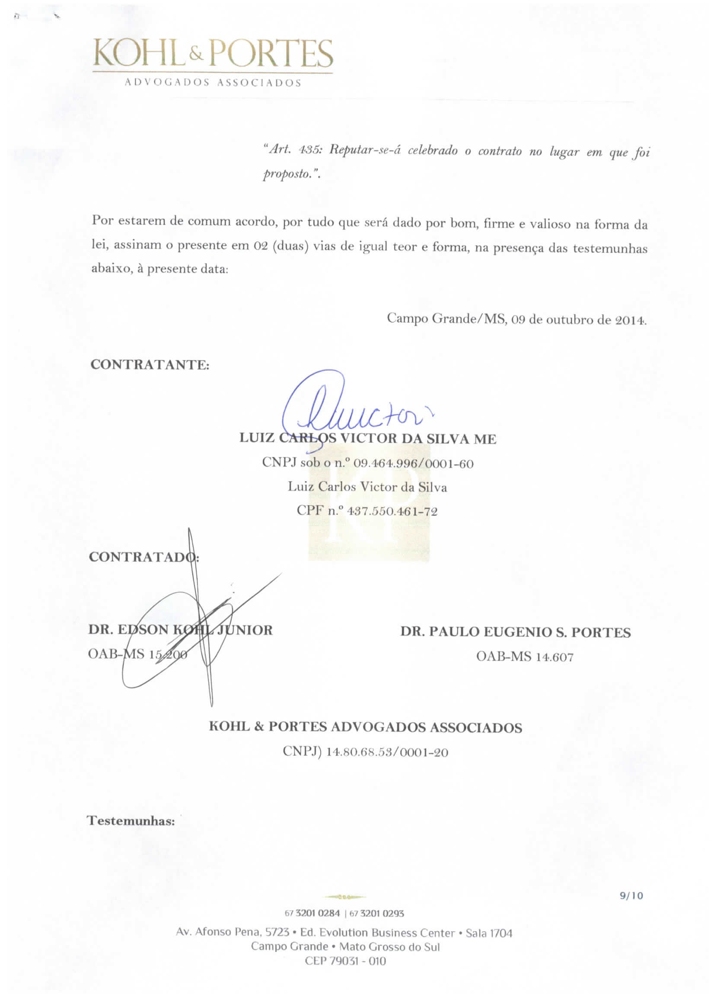 KOHL & PORTES
ADVOGADOS ASSOCIADOS
“Art. 435: Reputar-se-á celebrado o contrato no lugar em que foi
proposto.”.
Por estarem de comum acordo, por tudo que será dado por bom, firme e valioso na forma da
lei, assinam o presente em 02 (duas) vias de igual teor e forma, na presença das testemunhas
abaixo, à presente data:
Campo Grande/MS, 09 de outubro de 2014.
CONTRATANTE:
LUIZ CARLOS VICTOR DA SILVA ME
CNPJ sob o n.º 09.464.996/0001-60
Luiz Carlos Victor da Silva
CPF n.º 437.550.461-72
KP
CONTRATADO:
DR. EDSON KOHL JUNIOR
OAB-MS 15.200
DR. PAULO EUGENIO S. PORTES
OAB-MS 14.607
KOHL & PORTES ADVOGADOS ASSOCIADOS
CNPJ) 14.80.68.53/0001-20
Testemunhas:
9/10
67 3201 0284 | 67 3201 0293
Av. Afonso Pena, 5723 • Ed. Evolution Business Center • Sala 1704
Campo Grande • Mato Grosso do Sul
CEP 79031 - 010